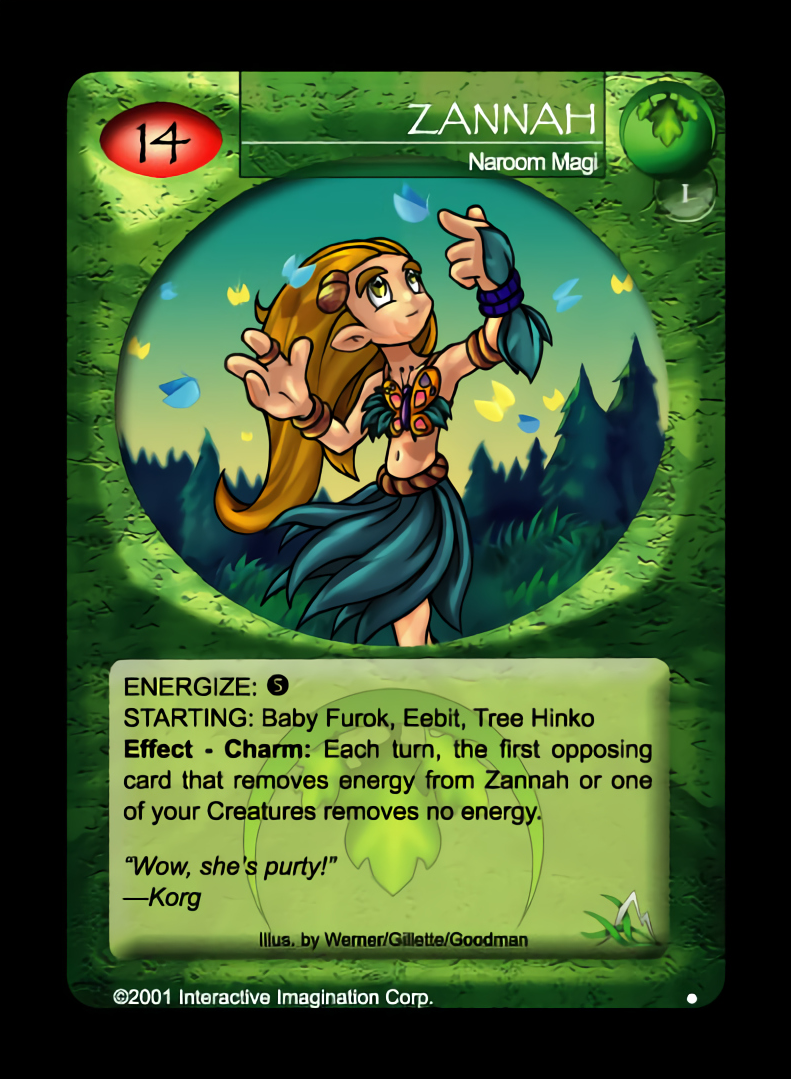 14
ZANNAH
Naroom Magi
L
ENERGIZE: 5
STARTING: Baby Furok, Eebit, Tree Hinko
Effect - Charm: Each turn, the first opposing
card that removes energy from Zannah or one
of your Creatures removes no energy.
“Wow, she's purty!”
—Korg
Illus. by Werner/Gillette/Goodman
©2001 Interactive Imagination Corp.